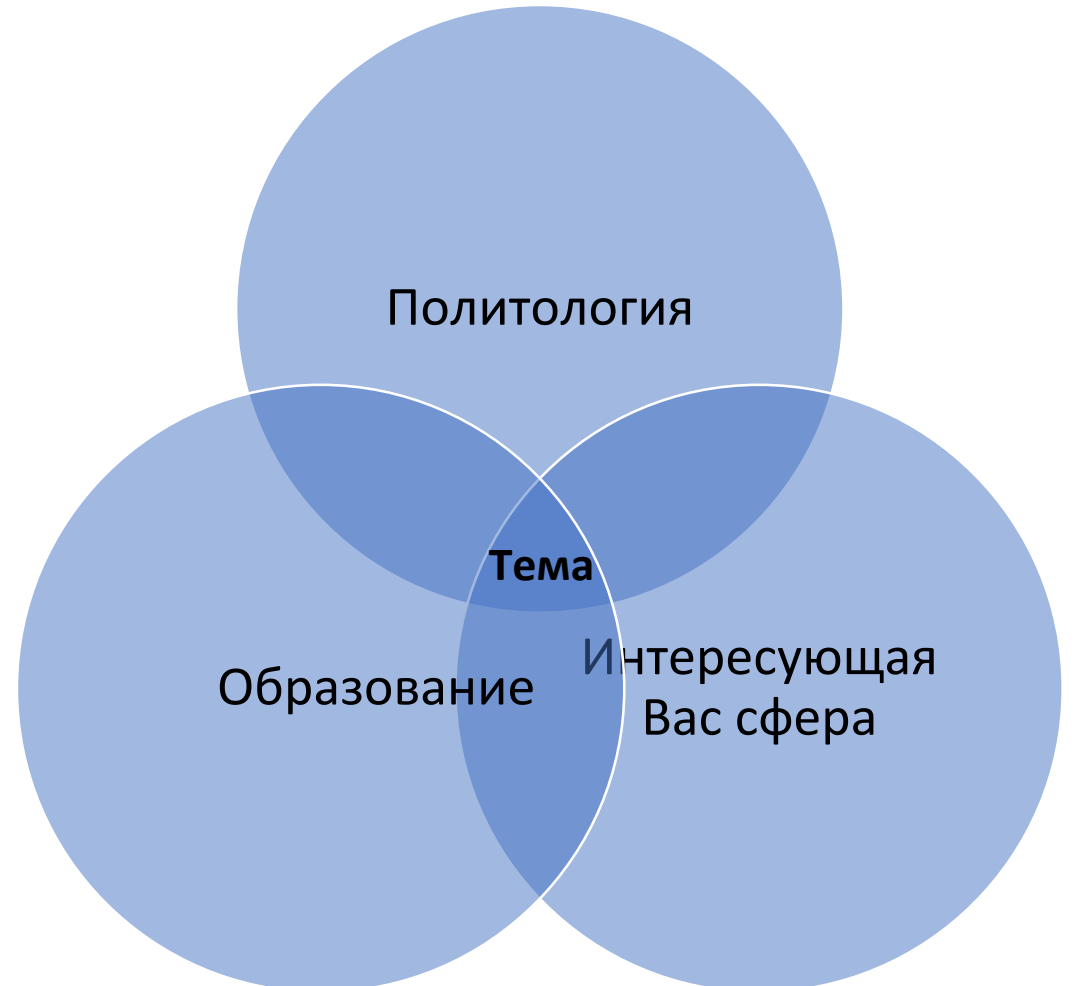 Политология
Тема
Образование
Интересующая
Вас сфера